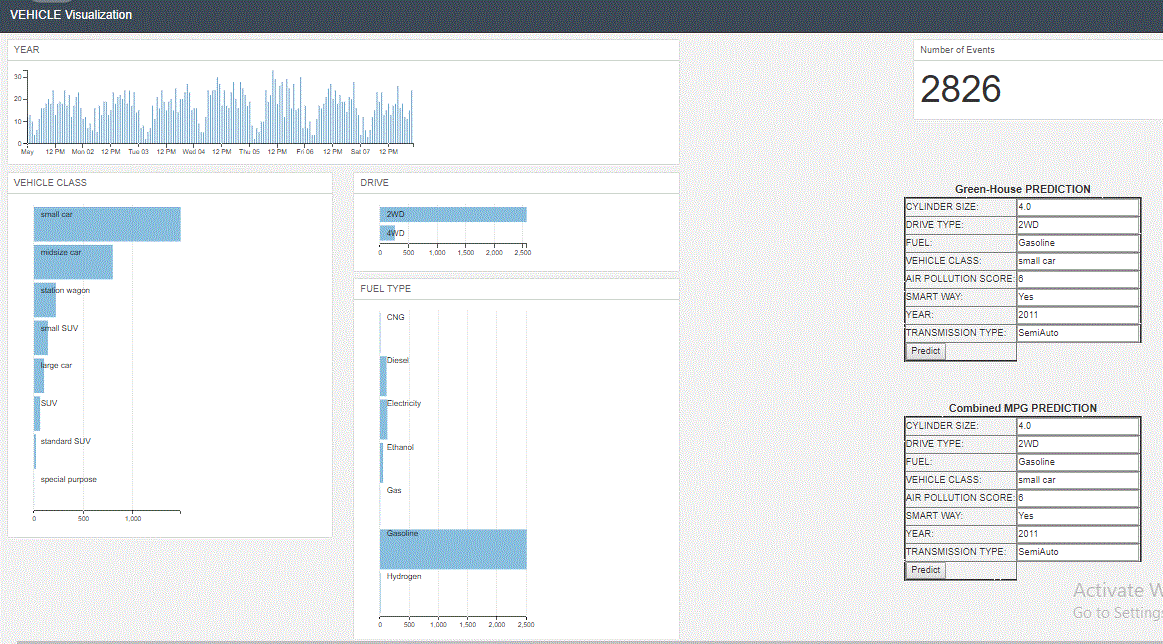 VEHICLE Visualization
YEAR
30
20
10
0
May 12 PM Mon 02 12 PM Tue 03 12 PM Wed 04 12 PM Thu 05 12 PM Fri 06 12 PM Sat 07 12 PM
Number of Events
2826
VEHICLE CLASS
small car
midsize car
station wagon
small SUV
large car
SUV
standard SUV
special purpose
0 500 1,000
DRIVE
2WD
4WD
0 500 1,000 1,500 2,000 2,500
FUEL TYPE
CNG
Diesel
Electricity
Ethanol
Gas
Gasoline
Hydrogen
0 500 1,000 1,500 2,000 2,500
Green-House PREDICTION
CYLINDER SIZE: 4.0
DRIVE TYPE: 2WD
FUEL: Gasoline
VEHICLE CLASS: small car
AIR POLLUTION SCORE: 6
SMART WAY: Yes
YEAR: 2011
TRANSMISSION TYPE: SemiAuto
Predict
Combined MPG PREDICTION
CYLINDER SIZE: 4.0
DRIVE TYPE: 2WD
FUEL: Gasoline
VEHICLE CLASS: small car
AIR POLLUTION SCORE: 6
SMART WAY: Yes
YEAR: 2011
TRANSMISSION TYPE: SemiAuto
Predict
Activate W
Go to Settings